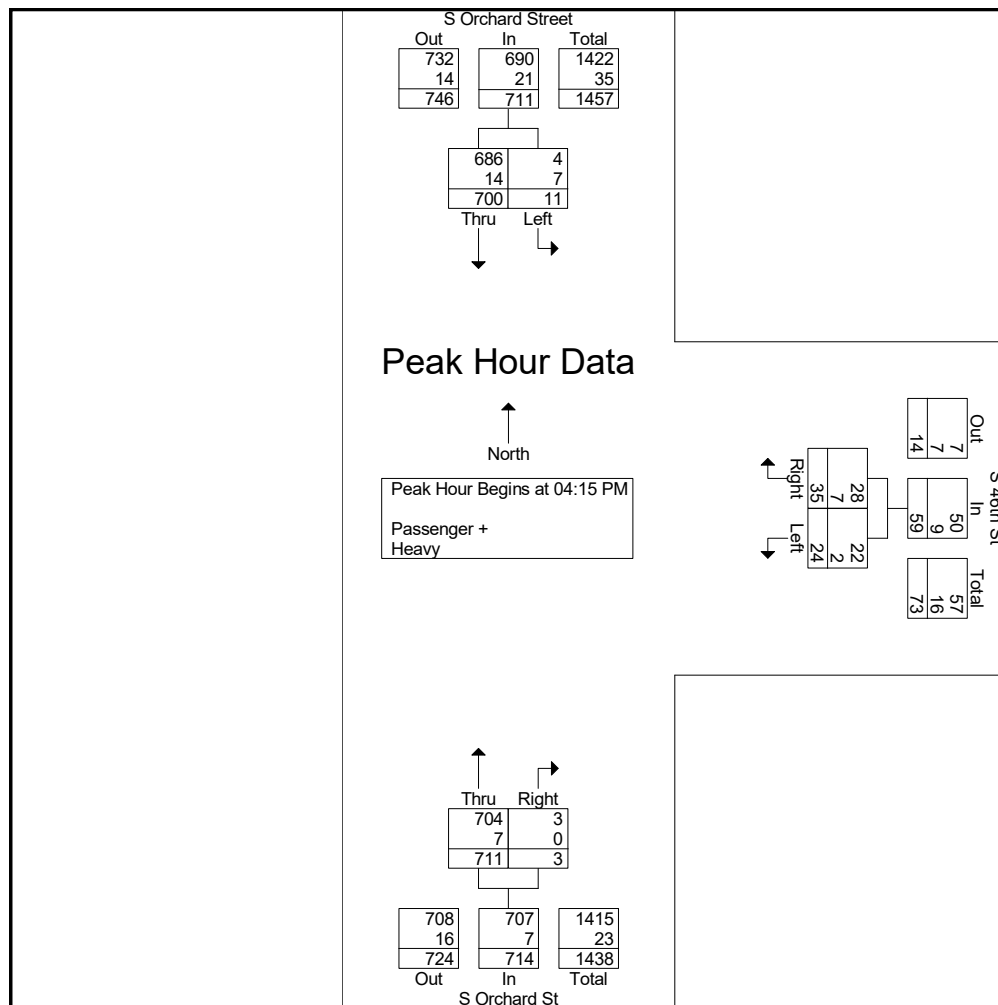 S Orchard Street
Out In Total
732 690 1422
14 21 35
746 711 1457
686 4
14 7
700 11
Thru Left
Peak Hour Data
North
Peak Hour Begins at 04:15 PM
Passenger +
Heavy
S 46th St
Out In Total
7 50 57
7 9 16
14 59 73
28 22
7 2
35 24
Right Left
Thru Right
704 3
7 0
711 3
708 707 1415
16 7 23
724 714 1438
Out In Total
S Orchard St